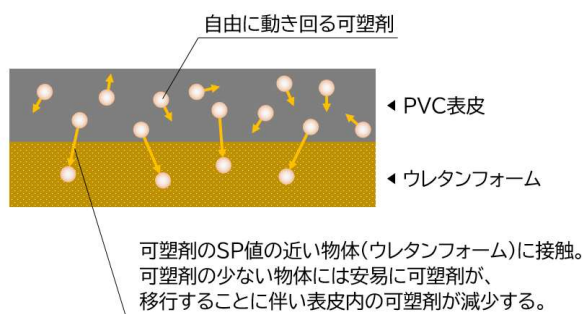 自由に動き回る可塑剤
◀ PVC表皮
◀ ウレタンフォーム
可塑剤のSP値の近い物体(ウレタンフォーム)に接触。
可塑剤の少ない物体には安易に可塑剤が、
移行することに伴い表皮内の可塑剤が減少する。